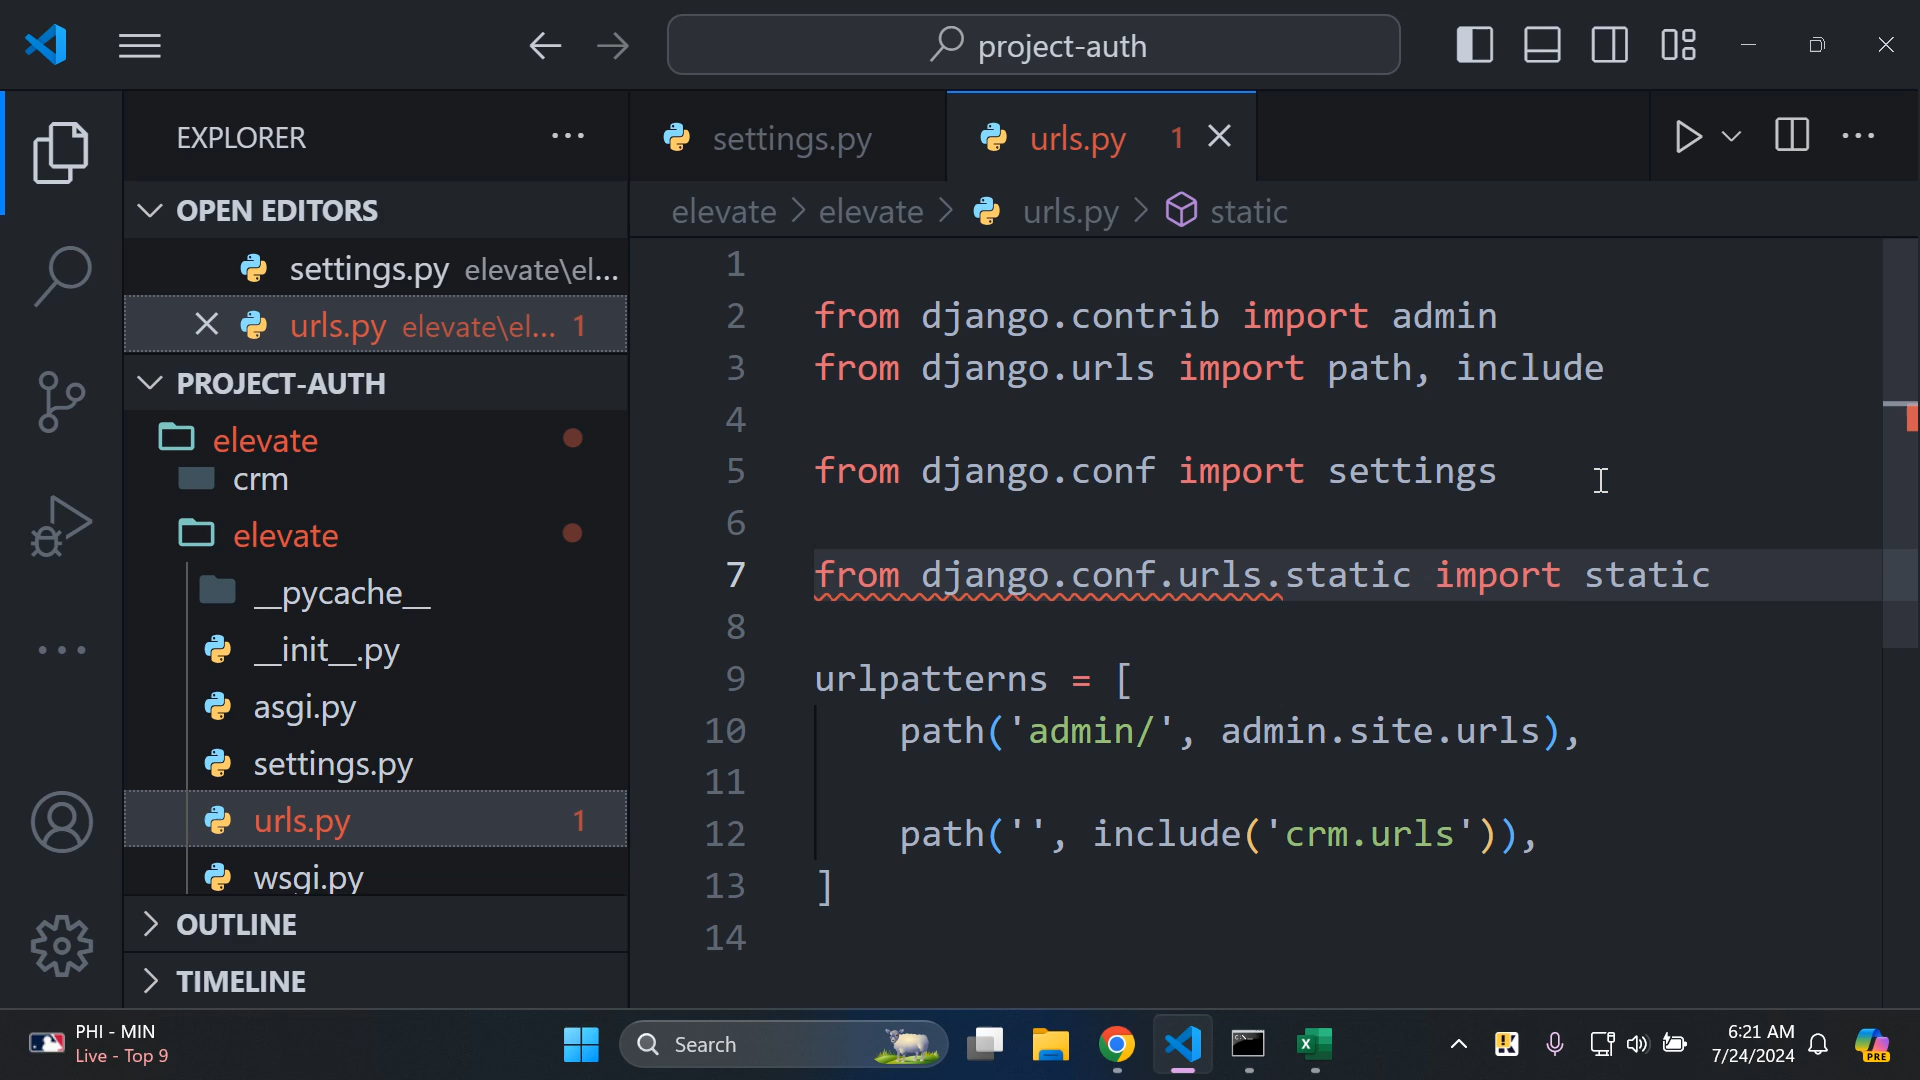 project-auth
EXPLORER
OPEN EDITORS
settings.py elevate\el...
urls.py elevate\el... 1
PROJECT-AUTH
elevate
crm
elevate
__pycache__
__init__.py
asgi.py
settings.py
urls.py 1
wsgi.py
OUTLINE
TIMELINE
settings.py
urls.py 1
elevate > elevate > urls.py > static
1
2 from django.contrib import admin
3 from django.urls import path, include
4
5 from django.conf import settings
6
7 from django.conf.urls.static import static
8
9 urlpatterns = [
10 path('admin/', admin.site.urls),
11
12 path('', include('crm.urls')),
13 ]
14
PHI - MIN
Live - Top 9
Search
6:21 AM
7/24/2024
PRE